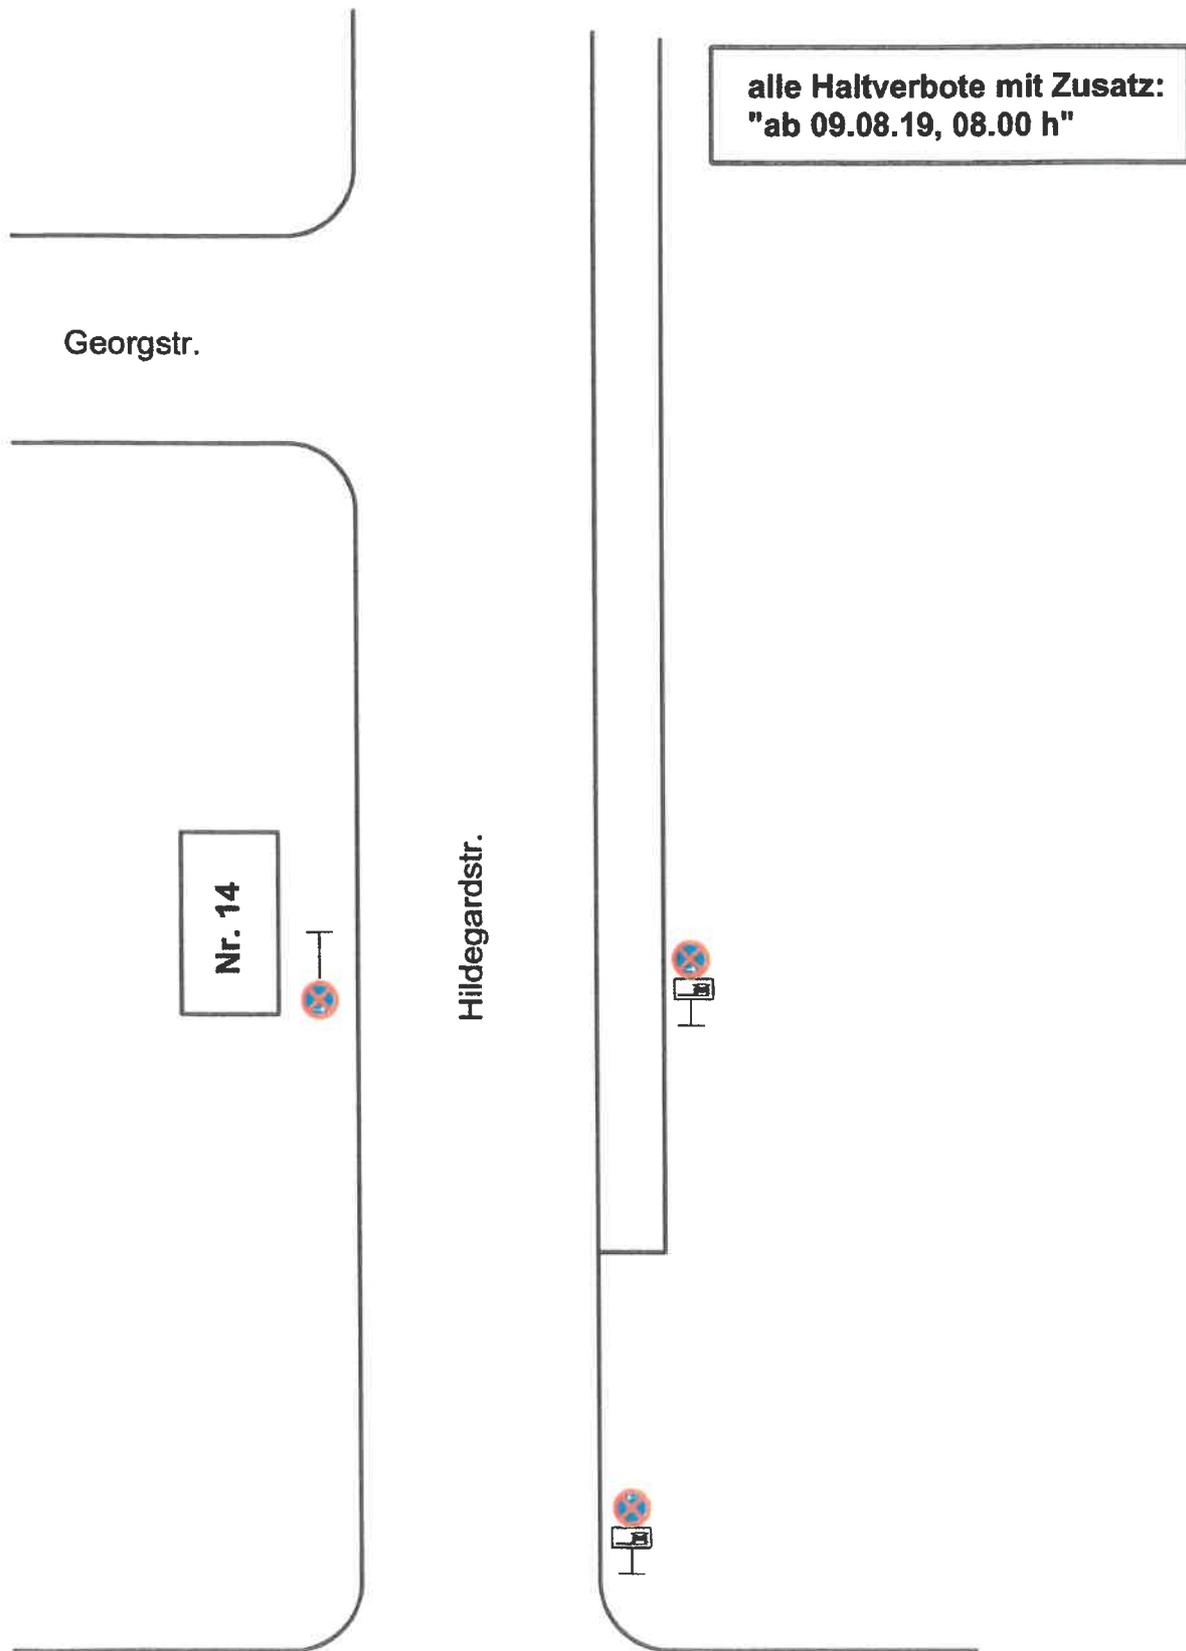 alle Haltverbote mit Zusatz:
"ab 09.08.19, 08.00 h"
Georgstr.
Nr. 14
Hildegardstr.